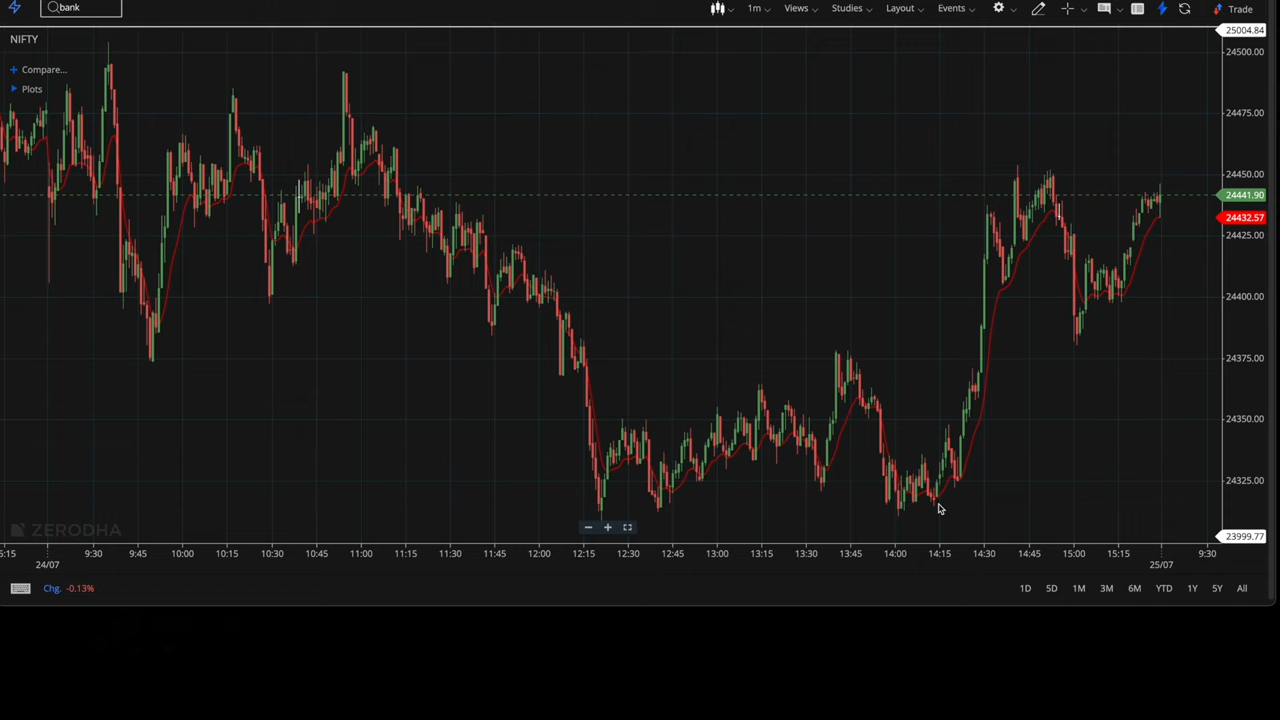 bank
1m
Views
Studies
Layout
Events
Trade
NIFTY
Compare...
Plots
25004.84
24500.00
24475.00
24450.00
24441.90
24432.57
24425.00
24400.00
24375.00
24350.00
24325.00
23999.77
ZERODHA
9:30 9:45 10:00 10:15 10:30 10:45 11:00 11:15 11:30 11:45 12:00 12:15 12:30 12:45 13:00 13:15 13:30 13:45 14:00 14:15 14:30 14:45 15:00 15:15 9:30
24/07 25/07
Chg. -0.13%
1D 5D 1M 3M 6M YTD 1Y 5Y All